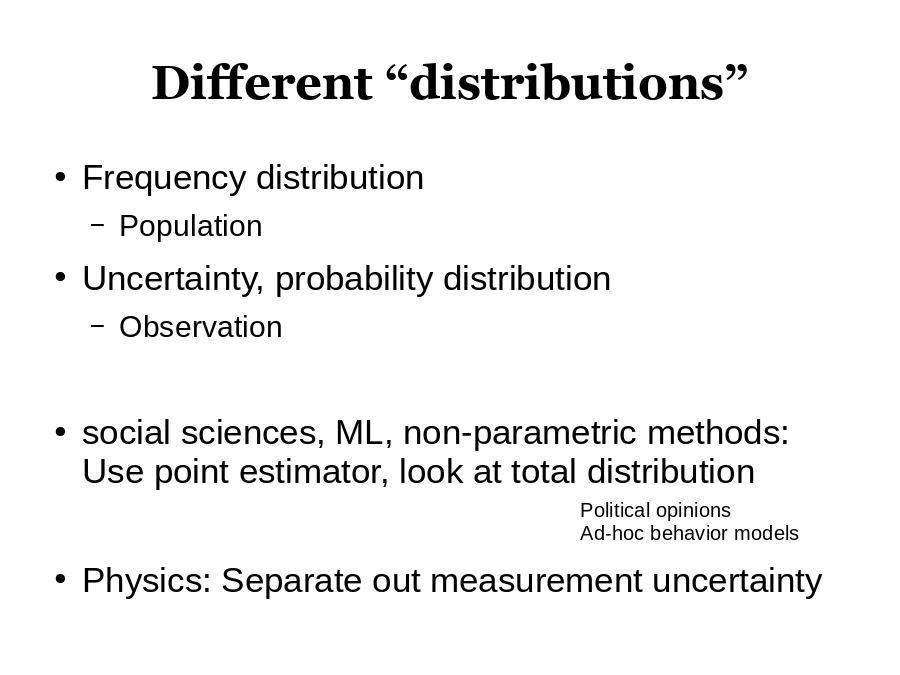 Different “distributions”
• Frequency distribution
– Population
• Uncertainty, probability distribution
– Observation
• social sciences, ML, non-parametric methods:
Use point estimator, look at total distribution
Political opinions
Ad-hoc behavior models
• Physics: Separate out measurement uncertainty